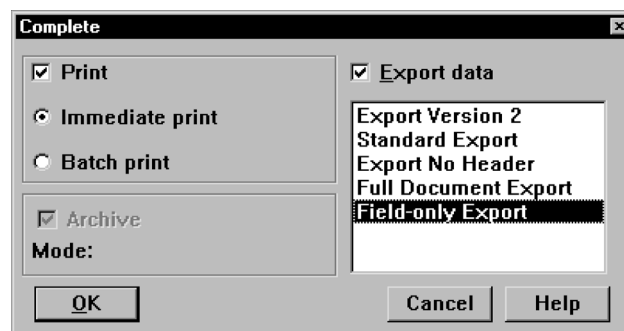 Complete
Print
Immediate print
Batch print
Archive
Mode:
Export data
Export Version 2
Standard Export
Export No Header
Full Document Export
Field-only Export
OK
Cancel
Help